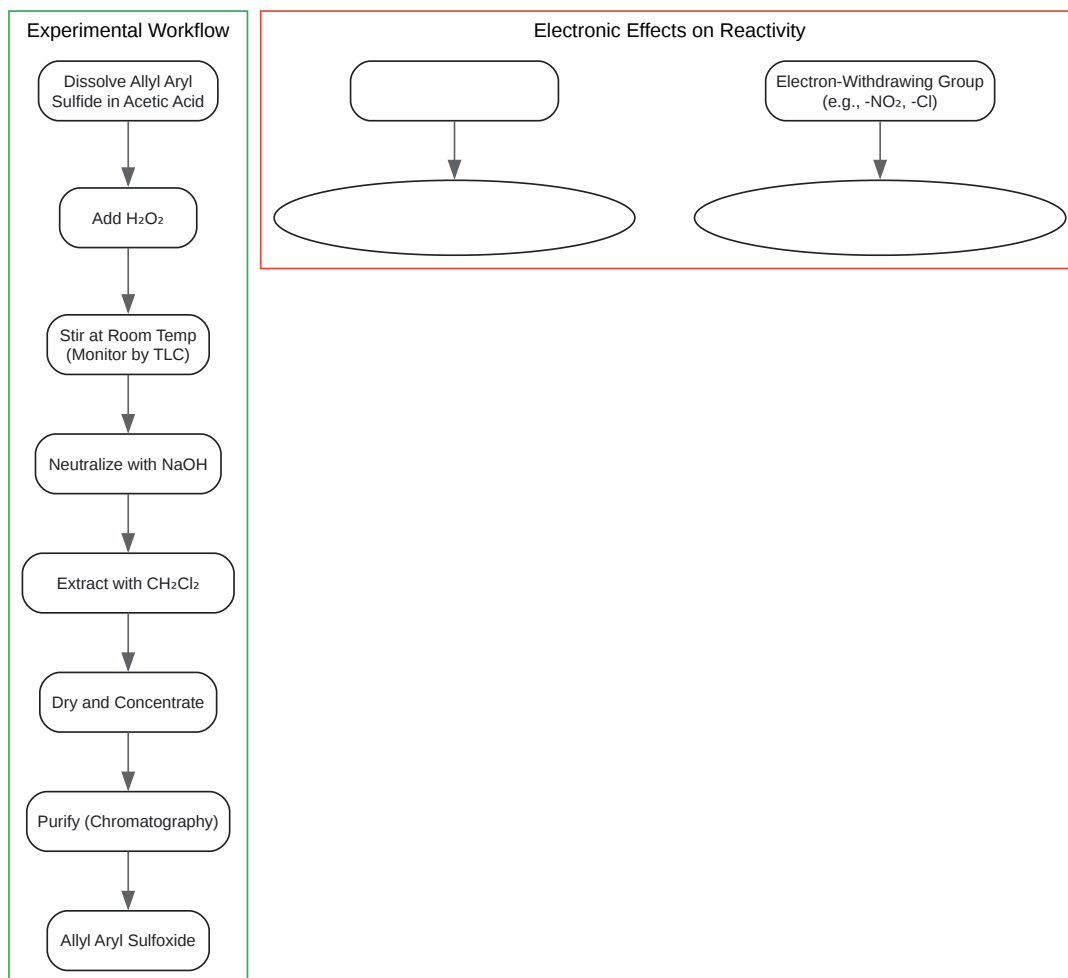 Experimental Workflow
Dissolve Allyl Aryl
Sulfide in Acetic Acid
Add H₂O₂
Stir at Room Temp
(Monitor by TLC)
Neutralize with NaOH
Extract with CH₂Cl₂
Dry and Concentrate
Purify (Chromatography)
Allyl Aryl Sulfoxide
Electronic Effects on Reactivity
Electron-Withdrawing Group
(e.g., -NO₂, -Cl)